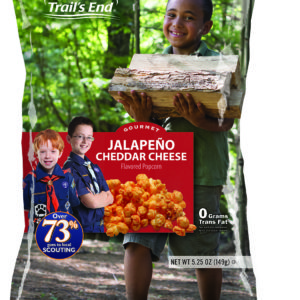 Trail's End
GOURMET
JALAPEÑO
CHEDDAR CHEESE
Flavored Popcorn
Over
73%
goes to local
SCOUTING
0 Grams
Trans Fat
NET WT 5.25 OZ (149g)